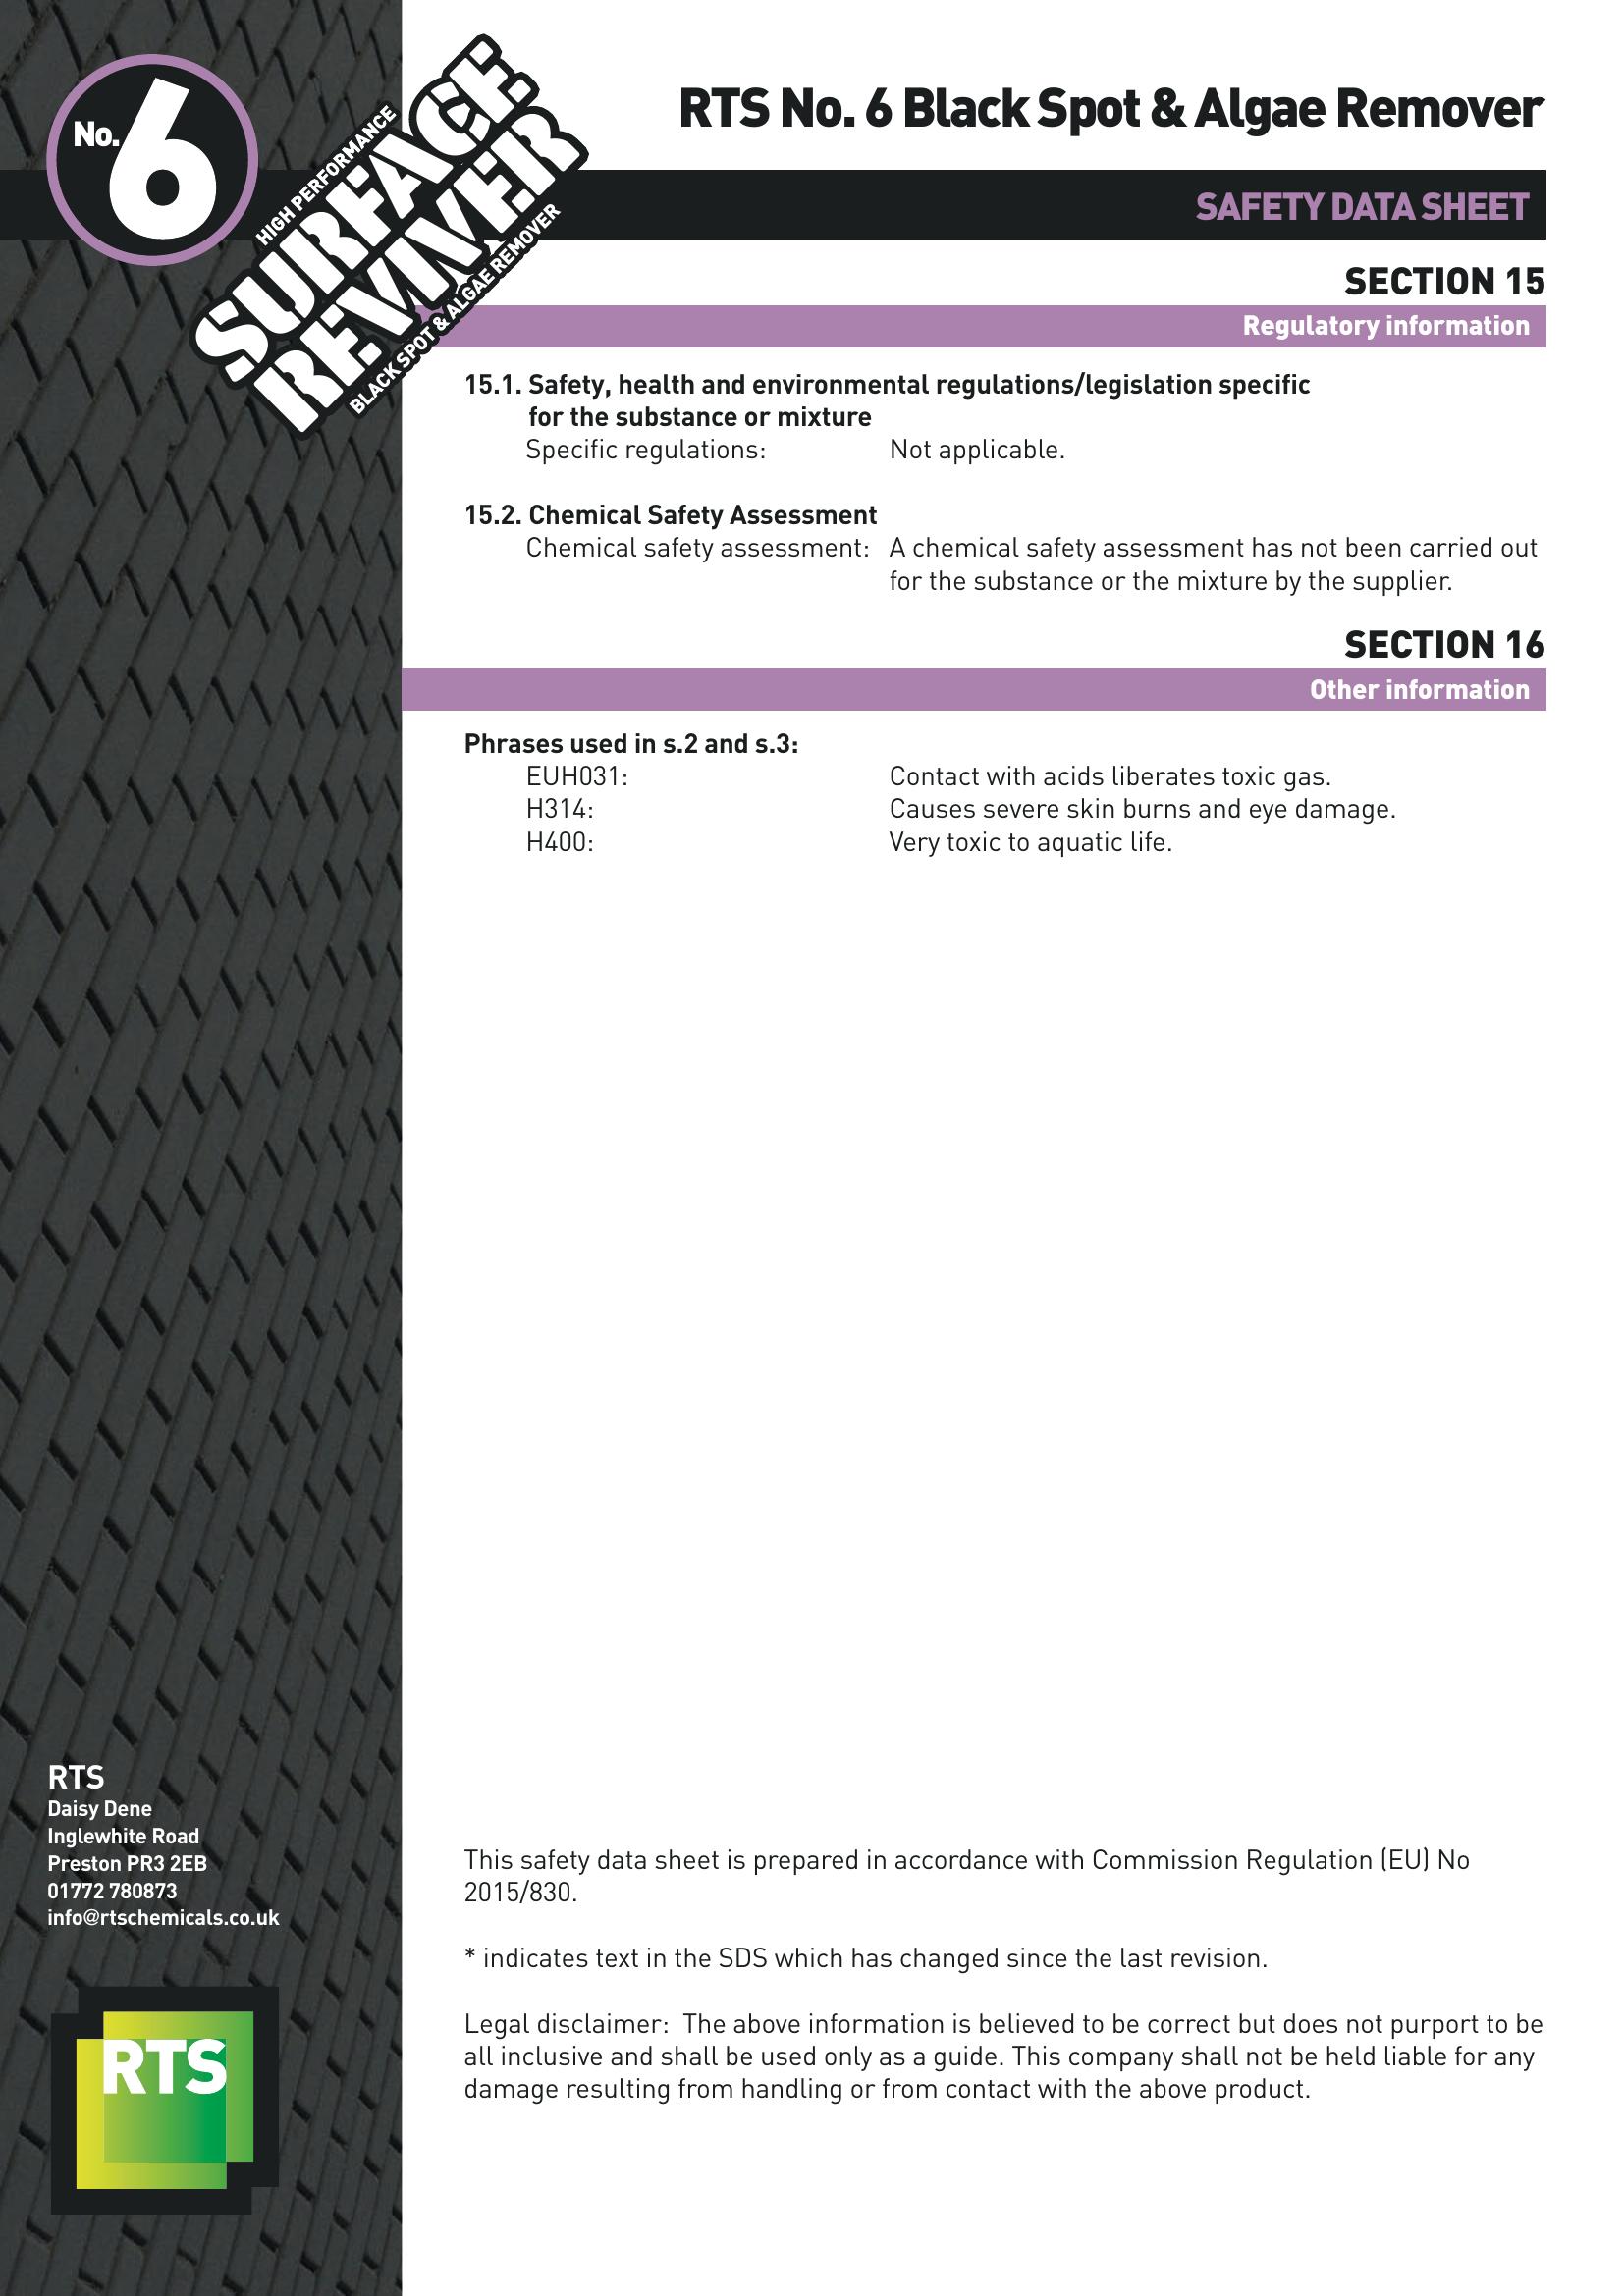 No. 6
HIGH PERFORMANCE
SURFACE
REVIVER
BLACK SPOT & ALGAE REMOVER
RTS No. 6 Black Spot & Algae Remover
SAFETY DATA SHEET
SECTION 15
Regulatory information
15.1. Safety, health and environmental regulations/legislation specific
for the substance or mixture
Specific regulations: Not applicable.
15.2. Chemical Safety Assessment
Chemical safety assessment: A chemical safety assessment has not been carried out
for the substance or the mixture by the supplier.
SECTION 16
Other information
Phrases used in s.2 and s.3:
EUH031: Contact with acids liberates toxic gas.
H314: Causes severe skin burns and eye damage.
H400: Very toxic to aquatic life.
RTS
Daisy Dene
Inglewhite Road
Preston PR3 2EB
01772 780873
info@rtschemicals.co.uk
RTS
This safety data sheet is prepared in accordance with Commission Regulation (EU) No
2015/830.
* indicates text in the SDS which has changed since the last revision.
Legal disclaimer: The above information is believed to be correct but does not purport to be
all inclusive and shall be used only as a guide. This company shall not be held liable for any
damage resulting from handling or from contact with the above product.